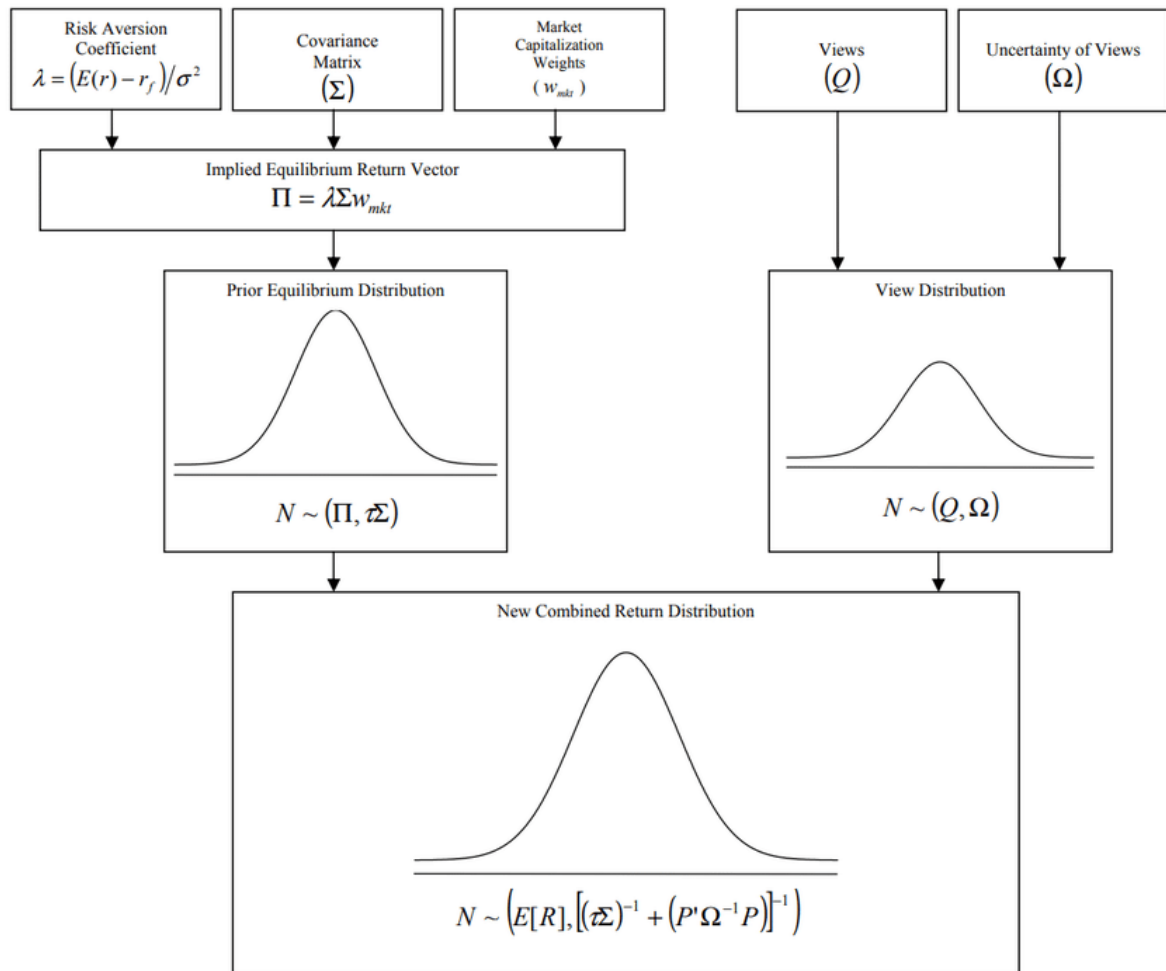 Risk Aversion
Coefficient
λ = (E(r) − r_f)/σ²
Covariance
Matrix
(Σ)
Market
Capitalization
Weights
(w_mkt)
Views
(Q)
Uncertainty of Views
(Ω)
Implied Equilibrium Return Vector
Π = λΣw_mkt
Prior Equilibrium Distribution
N ~ (Π, τΣ)
View Distribution
N ~ (Q, Ω)
New Combined Return Distribution
N ~ (E[R], [(τΣ)⁻¹ + (P'Ω⁻¹P)]⁻¹)